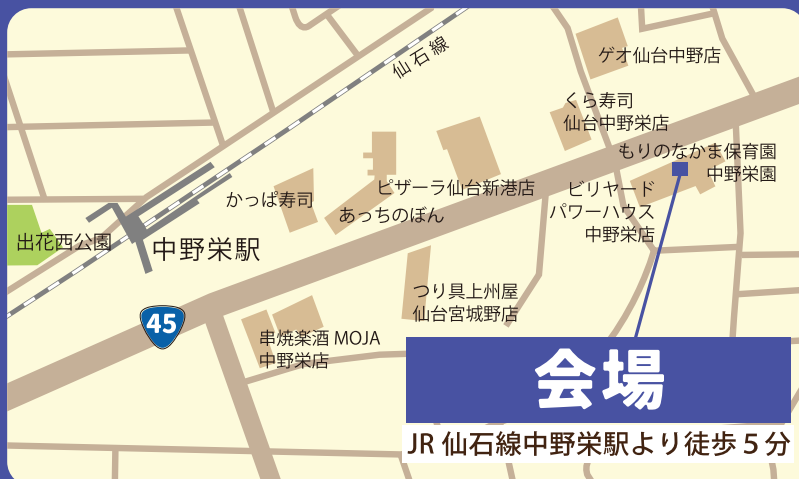 仙石線
ゲオ仙台中野店
くら寿司
仙台中野栄店
もりのなかま保育園
中野栄園
かっぱ寿司
ピザーラ仙台新港店
あっちのぼん
ビリヤード
パワーハウス
中野栄店
出花西公園
中野栄駅
つり具上州屋
仙台宮城野店
45
串焼楽酒 MOJA
中野栄店
会場
JR 仙石線中野栄駅より徒歩 5 分